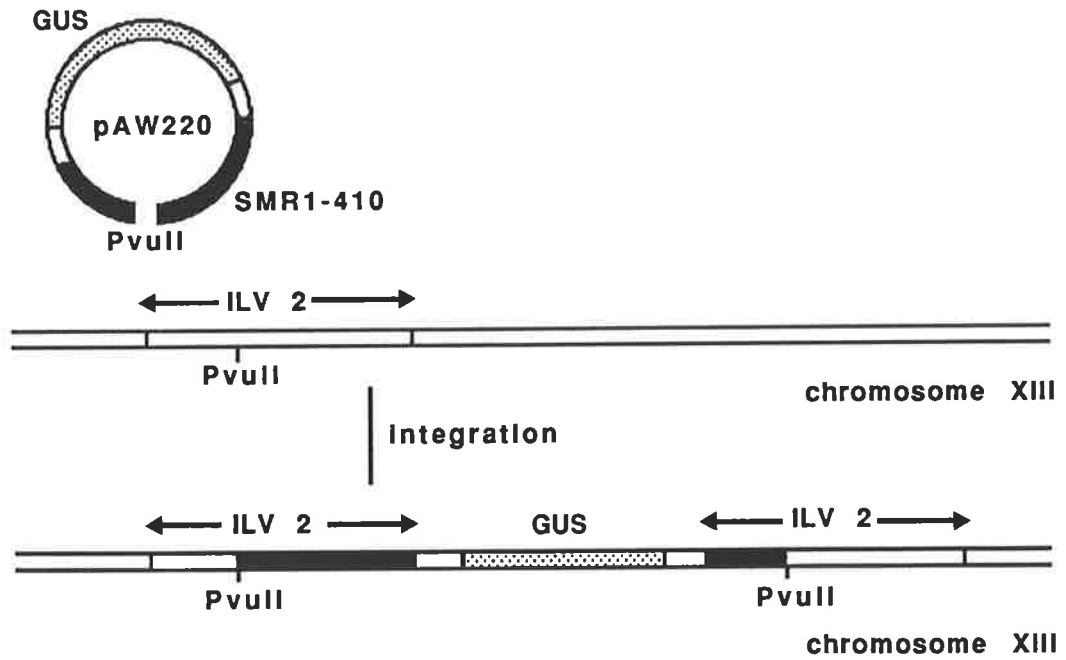 GUS
pAW220
SMR1-410
PvuII
ILV 2
PvuII
chromosome XIII
Integration
ILV 2
GUS
ILV 2
PvuII
PvuII
chromosome XIII